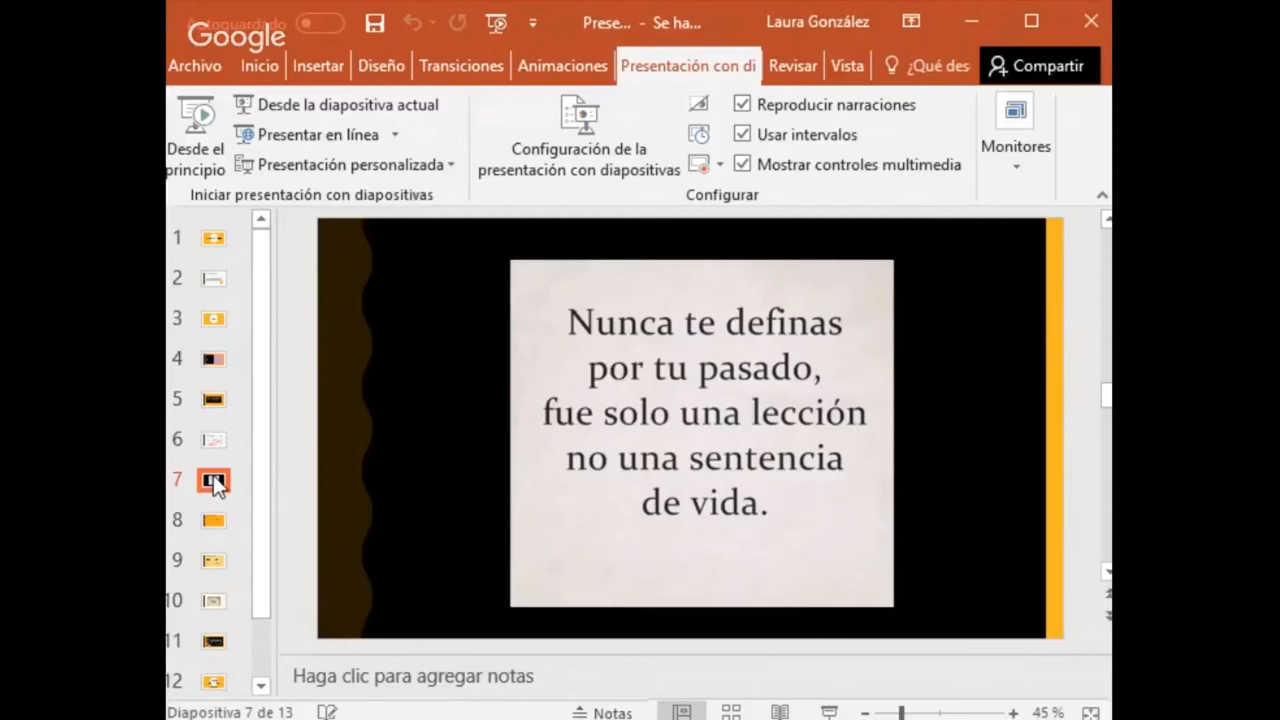 Autoguardado
Google
Prese... - Se ha...
Laura González
Archivo
Inicio
Insertar
Diseño
Transiciones
Animaciones
Presentación con di
Revisar
Vista
¿Qué des
Compartir
Desde el
principio
Desde la diapositiva actual
Presentar en línea
Presentación personalizada
Iniciar presentación con diapositivas
Configuración de la
presentación con diapositivas
Reproducir narraciones
Usar intervalos
Mostrar controles multimedia
Configurar
Monitores
1
2
3
4
5
6
7
8
9
10
11
12
Nunca te definas
por tu pasado,
fue solo una lección
no una sentencia
de vida.
Haga clic para agregar notas
Diapositiva 7 de 13
Notas
45 %